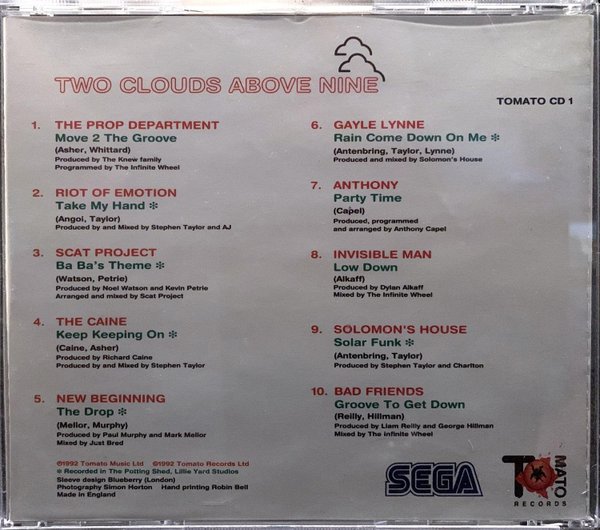 TWO CLOUDS ABOVE NINE
TOMATO CD 1
1. THE PROP DEPARTMENT
Move 2 The Groove
(Asher, Whittard)
Produced by The Knew family
Programmed by The Infinite Wheel
2. RIOT OF EMOTION
Take My Hand ✻
(Angol, Taylor)
Produced by and Mixed by Stephen Taylor and AJ
3. SCAT PROJECT
Ba Ba's Theme ✻
(Watson, Petrie)
Produced by Noel Watson and Kevin Petrie
Arranged and mixed by Scat Project
4. THE CAINE
Keep Keeping On ✻
(Caine, Asher)
Produced by Richard Caine
Produced by and Mixed by Stephen Taylor
5. NEW BEGINNING
The Drop ✻
(Mellor, Murphy)
Produced by Paul Murphy and Mark Mellor
Mixed by Just Bred
6. GAYLE LYNNE
Rain Come Down On Me ✻
(Antenbring, Taylor, Lynne)
Produced and mixed by Solomon's House
7. ANTHONY
Party Time
(Capel)
Produced, programmed
and arranged by Anthony Capel
8. INVISIBLE MAN
Low Down
(Alkaff)
Produced by Dylan Alkaff
Mixed by The Infinite Wheel
9. SOLOMON'S HOUSE
Solar Funk ✻
(Antenbring, Taylor)
Produced by Stephen Taylor and Charlton
10. BAD FRIENDS
Groove To Get Down
(Reilly, Hillman)
Produced by Liam Reilly and George Hillman
Mixed by The Infinite Wheel
℗1992 Tomato Music Ltd ©1992 Tomato Records Ltd
✻ Recorded in The Potting Shed, Lillie Yard Studios
Sleeve design Blueberry (London)
Photography Simon Horton Hand printing Robin Bell
Made in England
SEGA
TOMATO
RECORDS